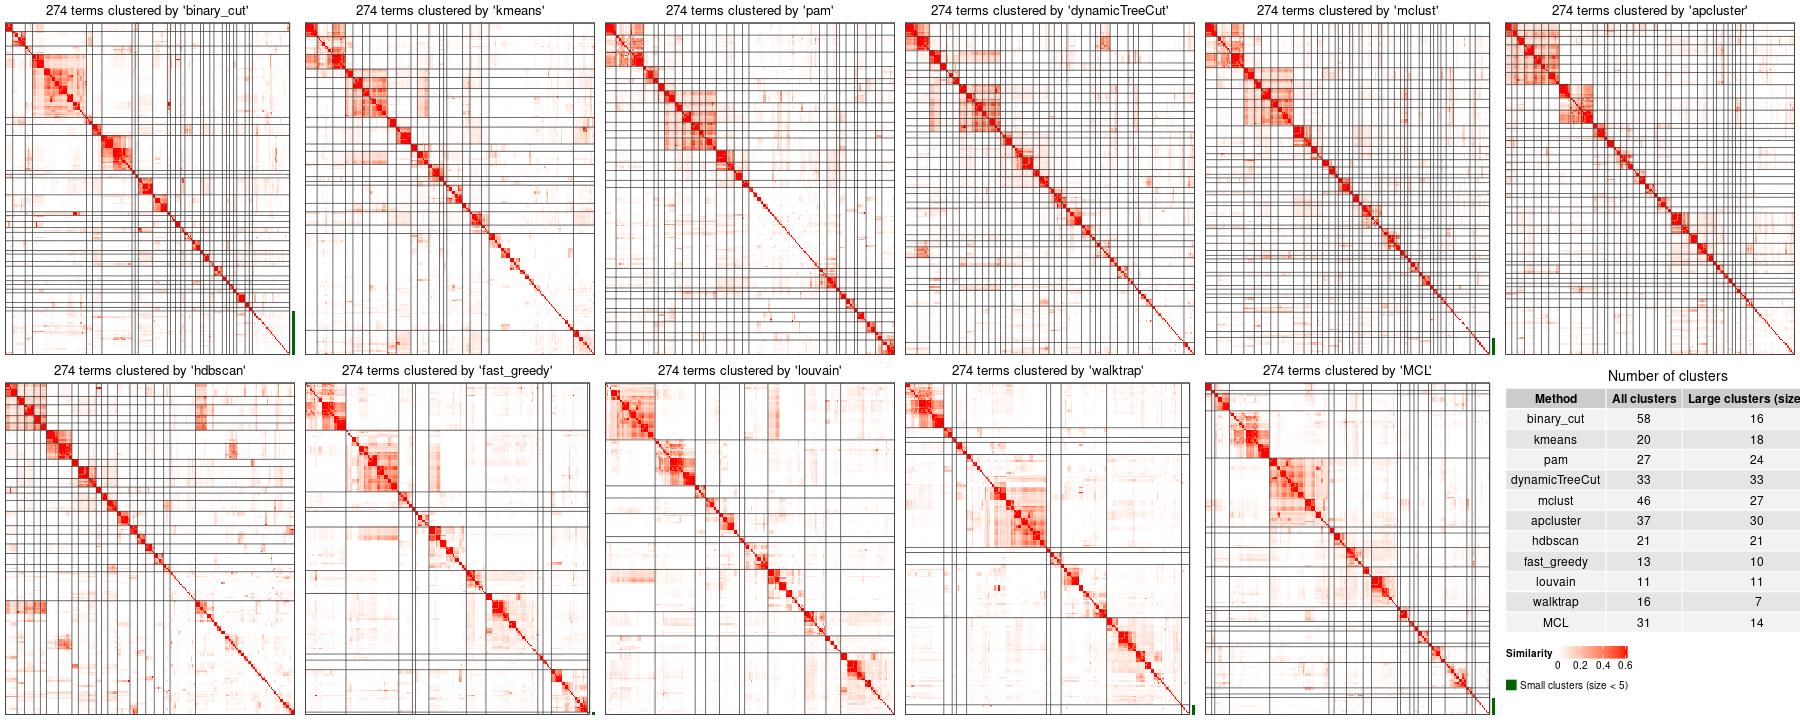 274 terms clustered by 'binary_cut'
274 terms clustered by 'kmeans'
274 terms clustered by 'pam'
274 terms clustered by 'dynamicTreeCut'
274 terms clustered by 'mclust'
274 terms clustered by 'apcluster'
274 terms clustered by 'hdbscan'
274 terms clustered by 'fast_greedy'
274 terms clustered by 'louvain'
274 terms clustered by 'walktrap'
274 terms clustered by 'MCL'
Number of clusters
Method All clusters Large clusters (size
binary_cut 58 16
kmeans 20 18
pam 27 24
dynamicTreeCut 33 33
mclust 46 27
apcluster 37 30
hdbscan 21 21
fast_greedy 13 10
louvain 11 11
walktrap 16 7
MCL 31 14
Similarity
0 0.2 0.4 0.6
Small clusters (size < 5)